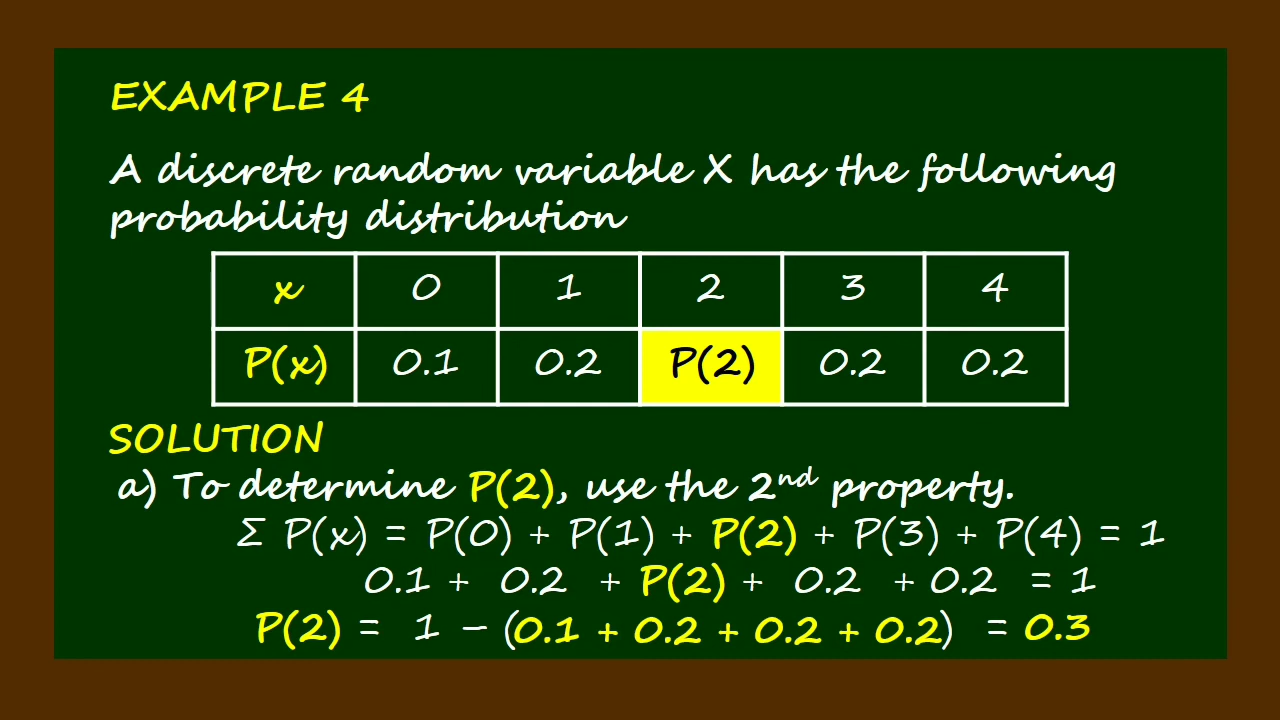 EXAMPLE 4
A discrete random variable X has the following
probability distribution
x 0 1 2 3 4
P(x) 0.1 0.2 P(2) 0.2 0.2
SOLUTION
a) To determine P(2), use the 2nd property.
Σ P(x) = P(0) + P(1) + P(2) + P(3) + P(4) = 1
0.1 + 0.2 + P(2) + 0.2 + 0.2 = 1
P(2) = 1 − (0.1 + 0.2 + 0.2 + 0.2) = 0.3